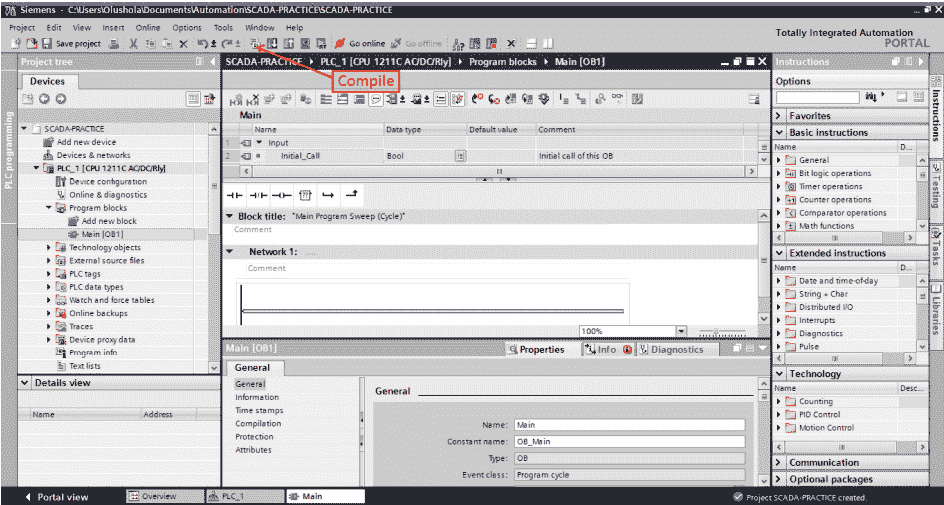 Siemens - C:\Users\Olushola\Documents\Automation\SCADA-PRACTICE\SCADA-PRACTICE
Project Edit View Insert Online Options Tools Window Help
Totally Integrated Automation
PORTAL
Save project Go online Go offline
Project tree
SCADA-PRACTICE PLC_1 [CPU 1211C AC/DC/Rly] Program blocks Main [OB1]
Instructions
Compile
Devices
PLC programming
SCADA-PRACTICE
Add new device
Devices & networks
PLC_1 [CPU 1211C AC/DC/Rly]
Device configuration
Online & diagnostics
Program blocks
Add new block
Main [OB1]
Technology objects
External source files
PLC tags
PLC data types
Watch and force tables
Online backups
Traces
Device proxy data
Program info
Text lists
Details view
Name Address
Main
Name Data type Default value Comment
1 Input
2 Initial_Call Bool Initial call of this OB
Block title: "Main Program Sweep (Cycle)"
Comment
Network 1: ....
Comment
100%
Main [OB1]
Properties Info Diagnostics
General
General
Information
Time stamps
Compilation
Protection
Attributes
General
Name: Main
Constant name: OB_Main
Type: OB
Event class: Program cycle
Options
Favorites
Basic instructions
Name D...
General
Bit logic operations
Timer operations
Counter operations
Comparator operations
Math functions
Extended instructions
Name D...
Date and time-of-day
String + Char
Distributed I/O
Interrupts
Diagnostics
Pulse
Technology
Name Desc...
Counting
PID Control
Motion Control
Communication
Optional packages
Instructions
Testing
Tasks
Libraries
Portal view Overview PLC_1 Main
Project SCADA-PRACTICE created.